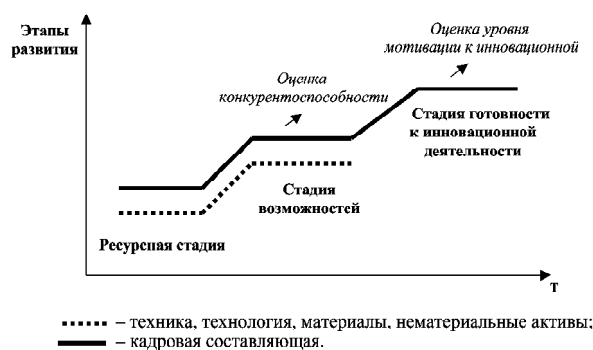 Этапы
развития
Оценка уровня
мотивации к инновационной
Оценка
конкурентоспособности
Стадия готовности
к инновационной
деятельности
Стадия
возможностей
Ресурсная стадия
т
– техника, технология, материалы, нематериальные активы;
– кадровая составляющая.